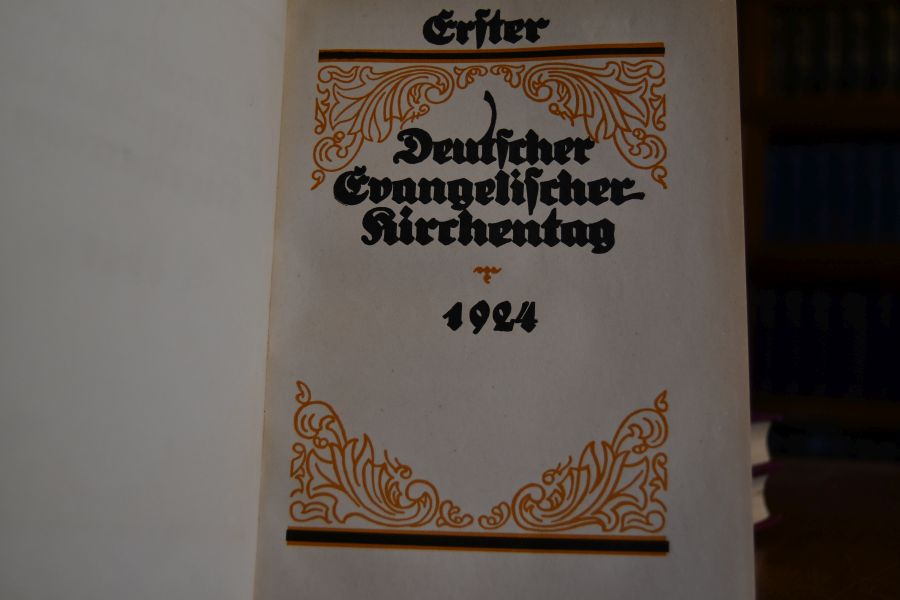 Erster
Deutscher
Evangelischer
Kirchentag
1924